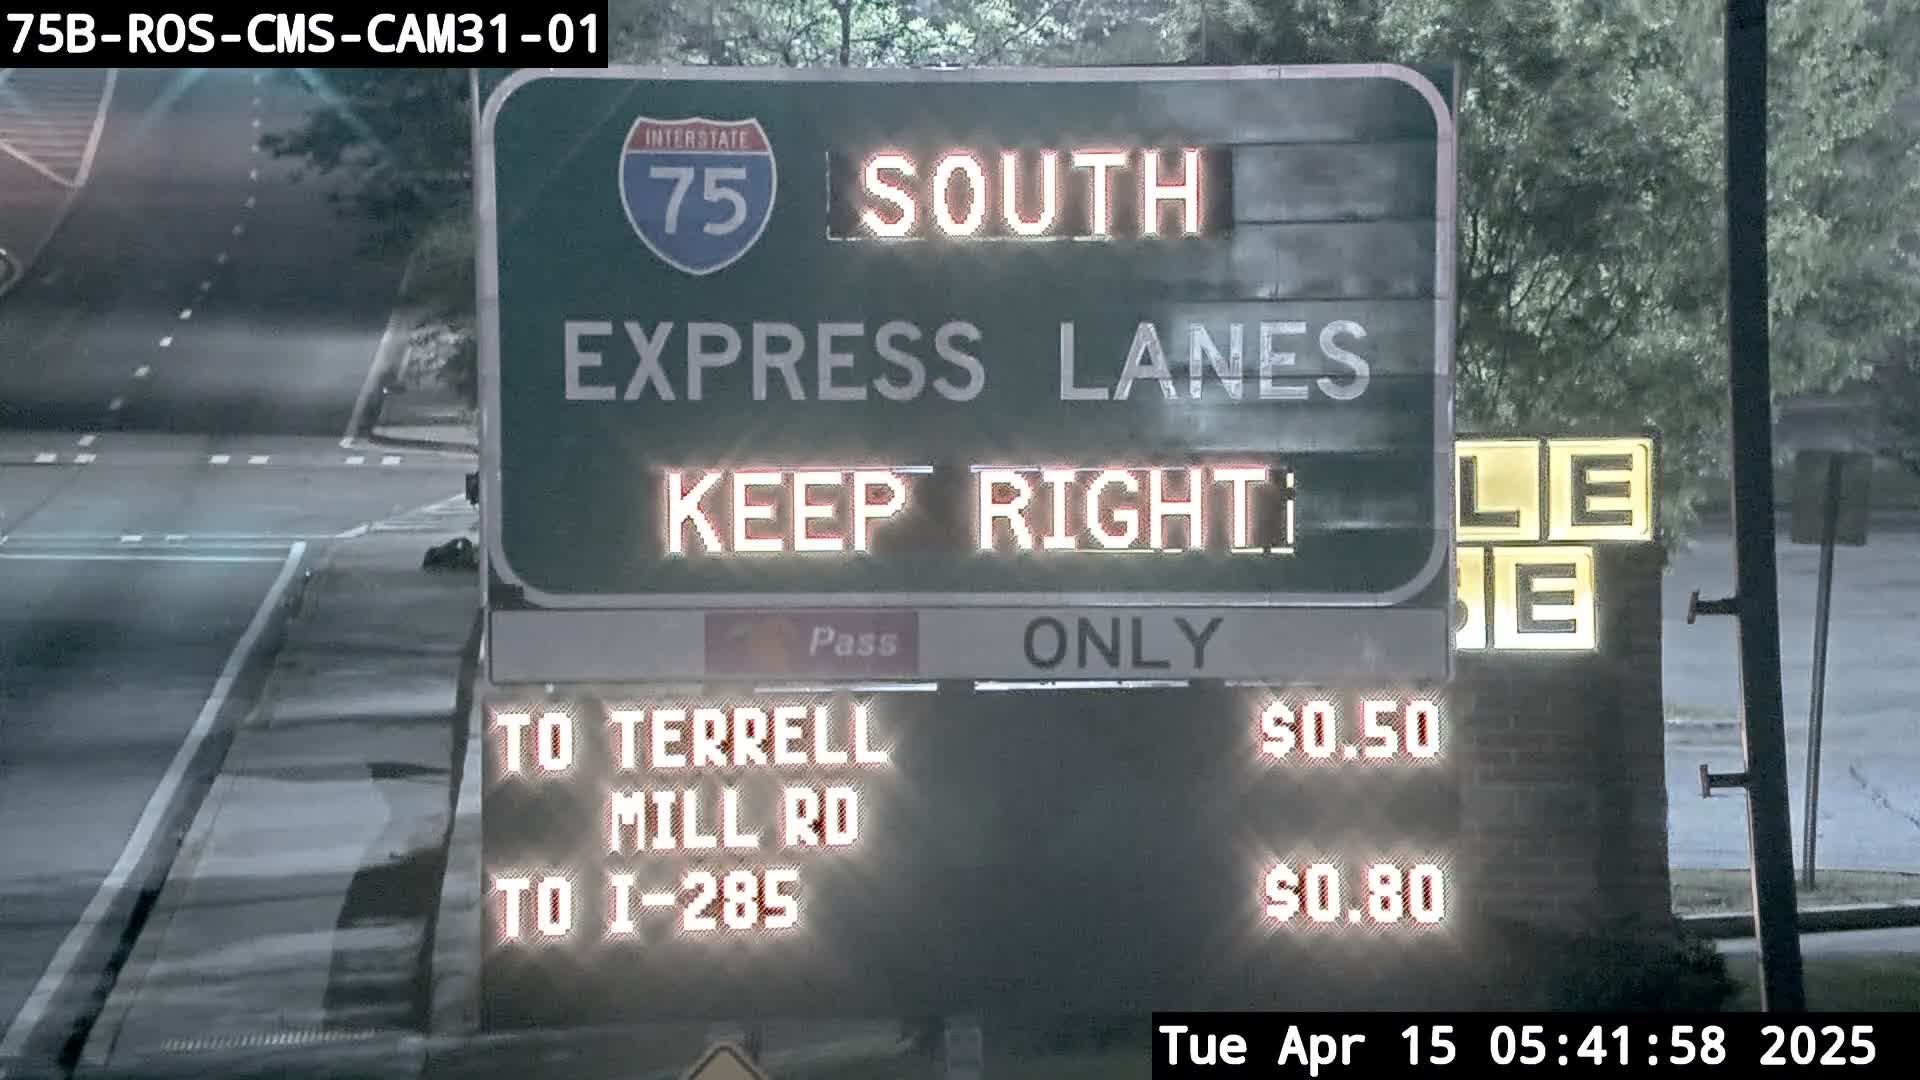 75B-ROS-CMS-CAM31-01
INTERSTATE
75
SOUTH
EXPRESS LANES
KEEP RIGHT
Pass ONLY
TO TERRELL $0.50
MILL RD
TO I-285 $0.80
LE
E
Tue Apr 15 05:41:58 2025